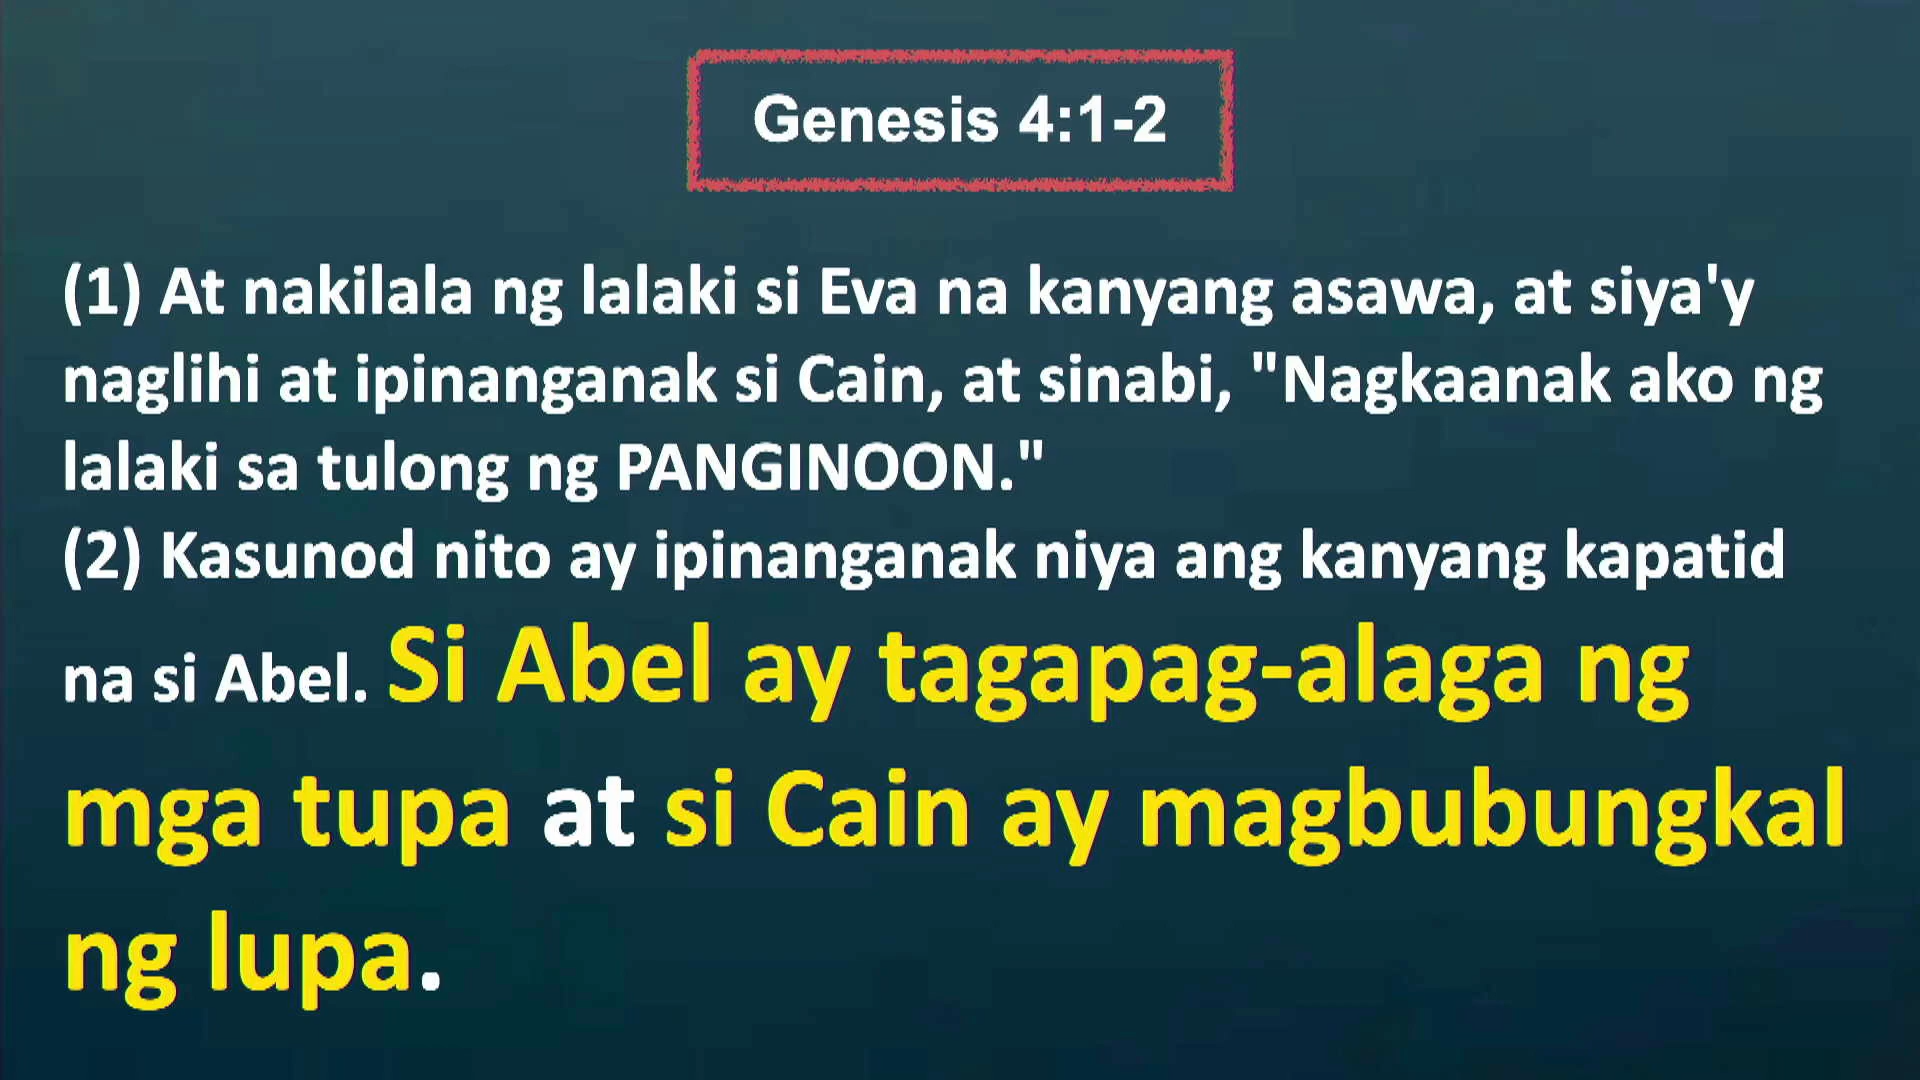 Genesis 4:1-2
(1) At nakilala ng lalaki si Eva na kanyang asawa, at siya'y
naglihi at ipinanganak si Cain, at sinabi, "Nagkaanak ako ng
lalaki sa tulong ng PANGINOON."
(2) Kasunod nito ay ipinanganak niya ang kanyang kapatid
na si Abel. Si Abel ay tagapag-alaga ng
mga tupa at si Cain ay magbubungkal
ng lupa.